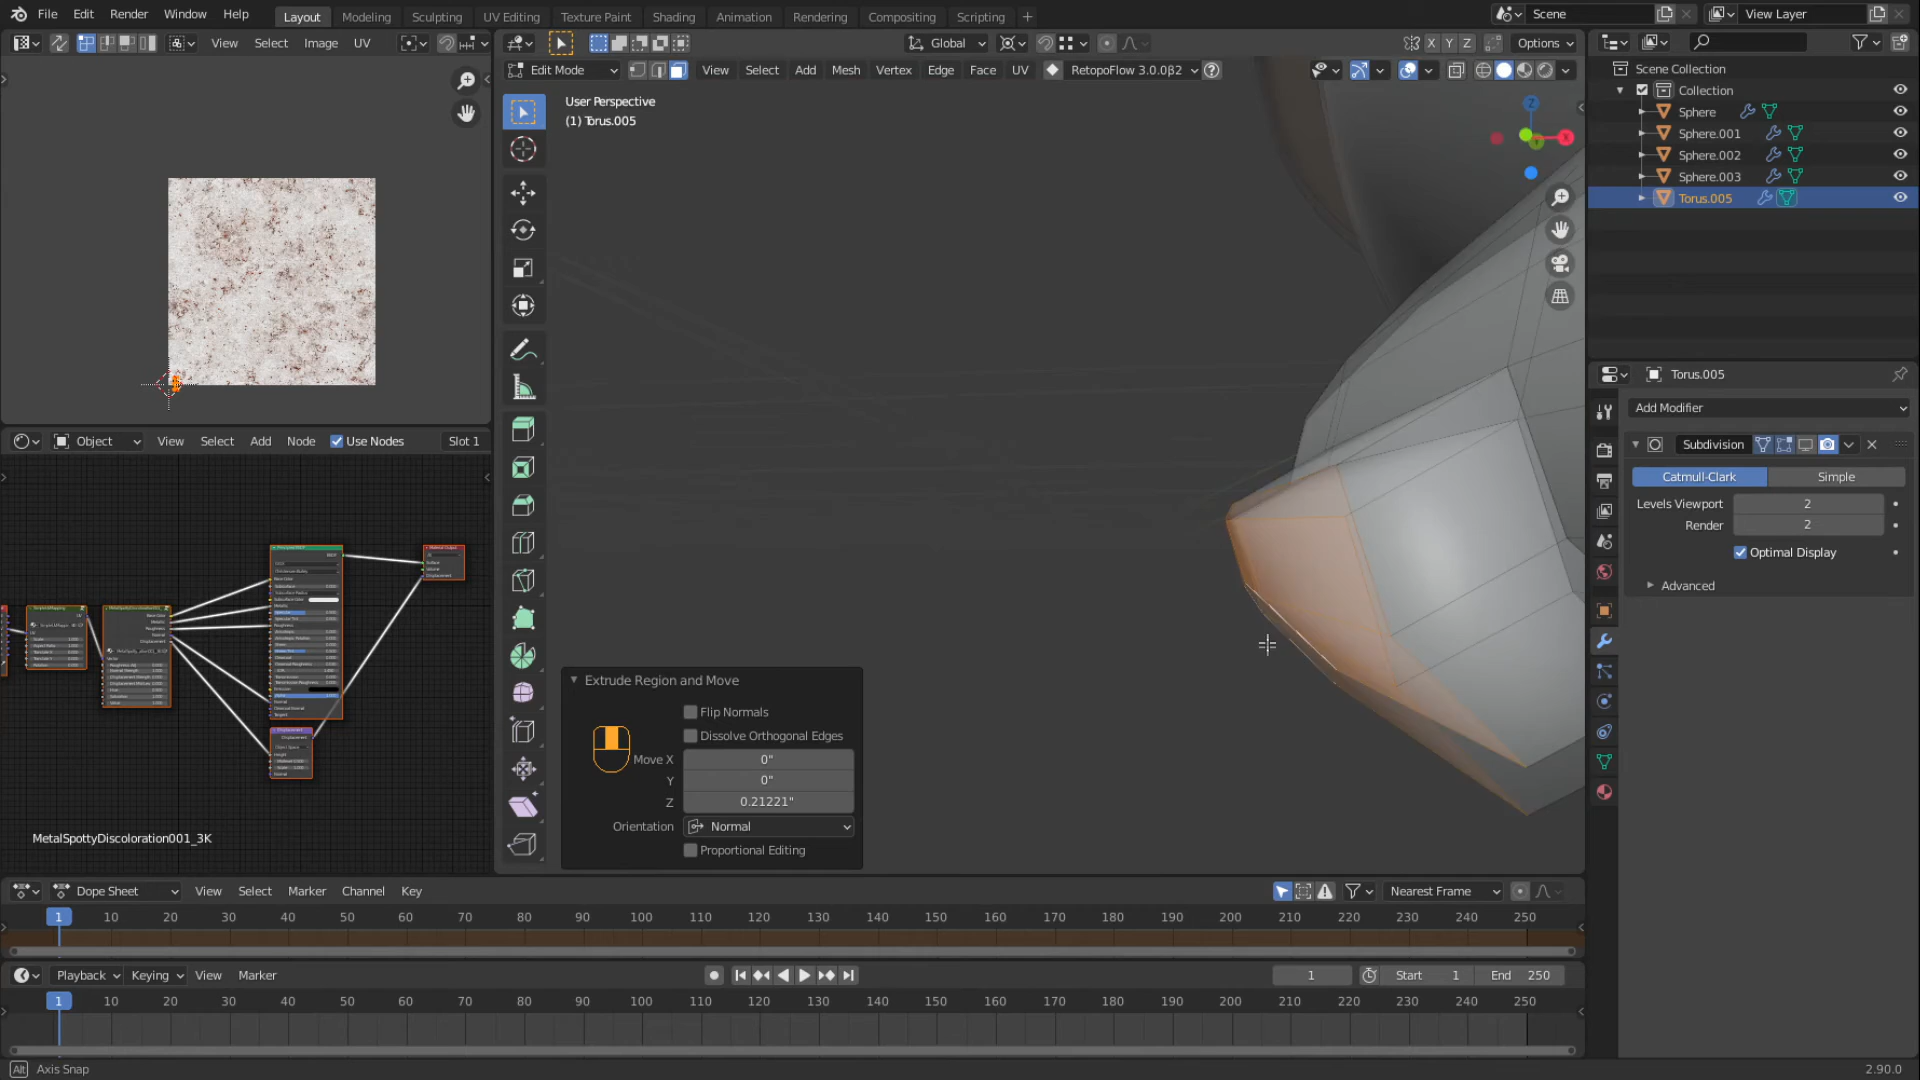 File Edit Render Window Help Layout Modeling Sculpting UV Editing Texture Paint Shading Animation Rendering Compositing Scripting Scene View Layer
View Select Image UV Global X Y Z Options
Edit Mode View Select Add Mesh Vertex Edge Face UV RetopoFlow 3.0.0β2
User Perspective
(1) Torus.005
Scene Collection
Collection
Sphere
Sphere.001
Sphere.002
Sphere.003
Torus.005
Torus.005
Add Modifier
Subdivision
Catmull-Clark Simple
Levels Viewport 2
Render 2
Optimal Display
Advanced
Object View Select Add Node Use Nodes Slot 1
MetalSpottyDiscoloration001_3K
Extrude Region and Move
Flip Normals
Dissolve Orthogonal Edges
Move X 0"
Y 0"
Z 0.21221"
Orientation Normal
Proportional Editing
Dope Sheet View Select Marker Channel Key Nearest Frame
1 10 20 30 40 50 60 70 80 90 100 110 120 130 140 150 160 170 180 190 200 210 220 230 240 250
Playback Keying View Marker 1 Start 1 End 250
1 10 20 30 40 50 60 70 80 90 100 110 120 130 140 150 160 170 180 190 200 210 220 230 240 250
Alt Axis Snap 2.90.0